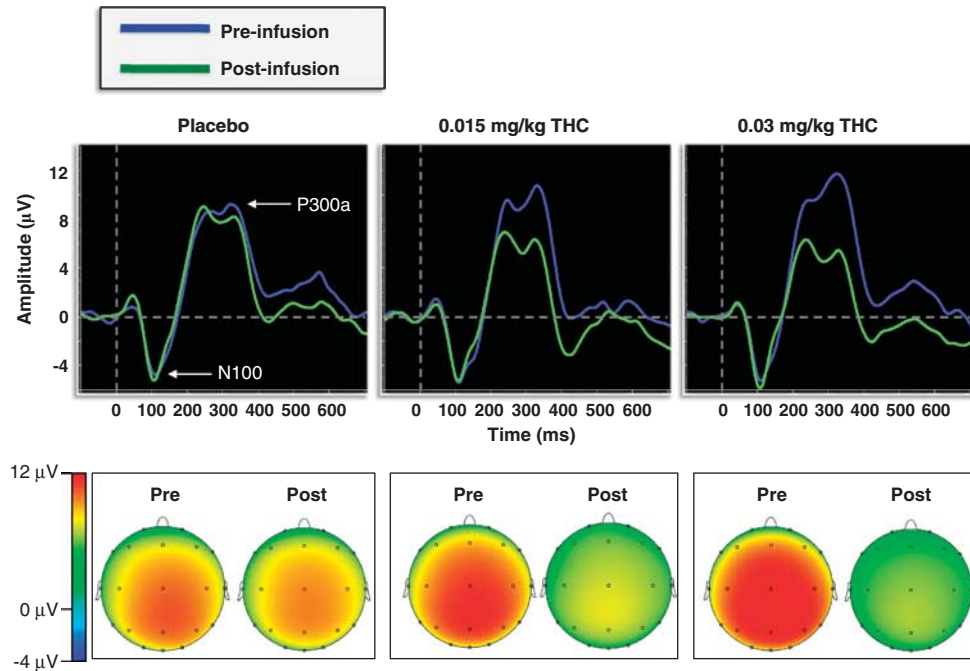 Pre-infusion
Post-infusion
Placebo
0.015 mg/kg THC
0.03 mg/kg THC
Amplitude (µV)
12
8
4
0
-4
P300a
N100
0 100 200 300 400 500 600
0 100 200 300 400 500 600
0 100 200 300 400 500 600
Time (ms)
12 µV
0 µV
-4 µV
Pre Post
Pre Post
Pre Post